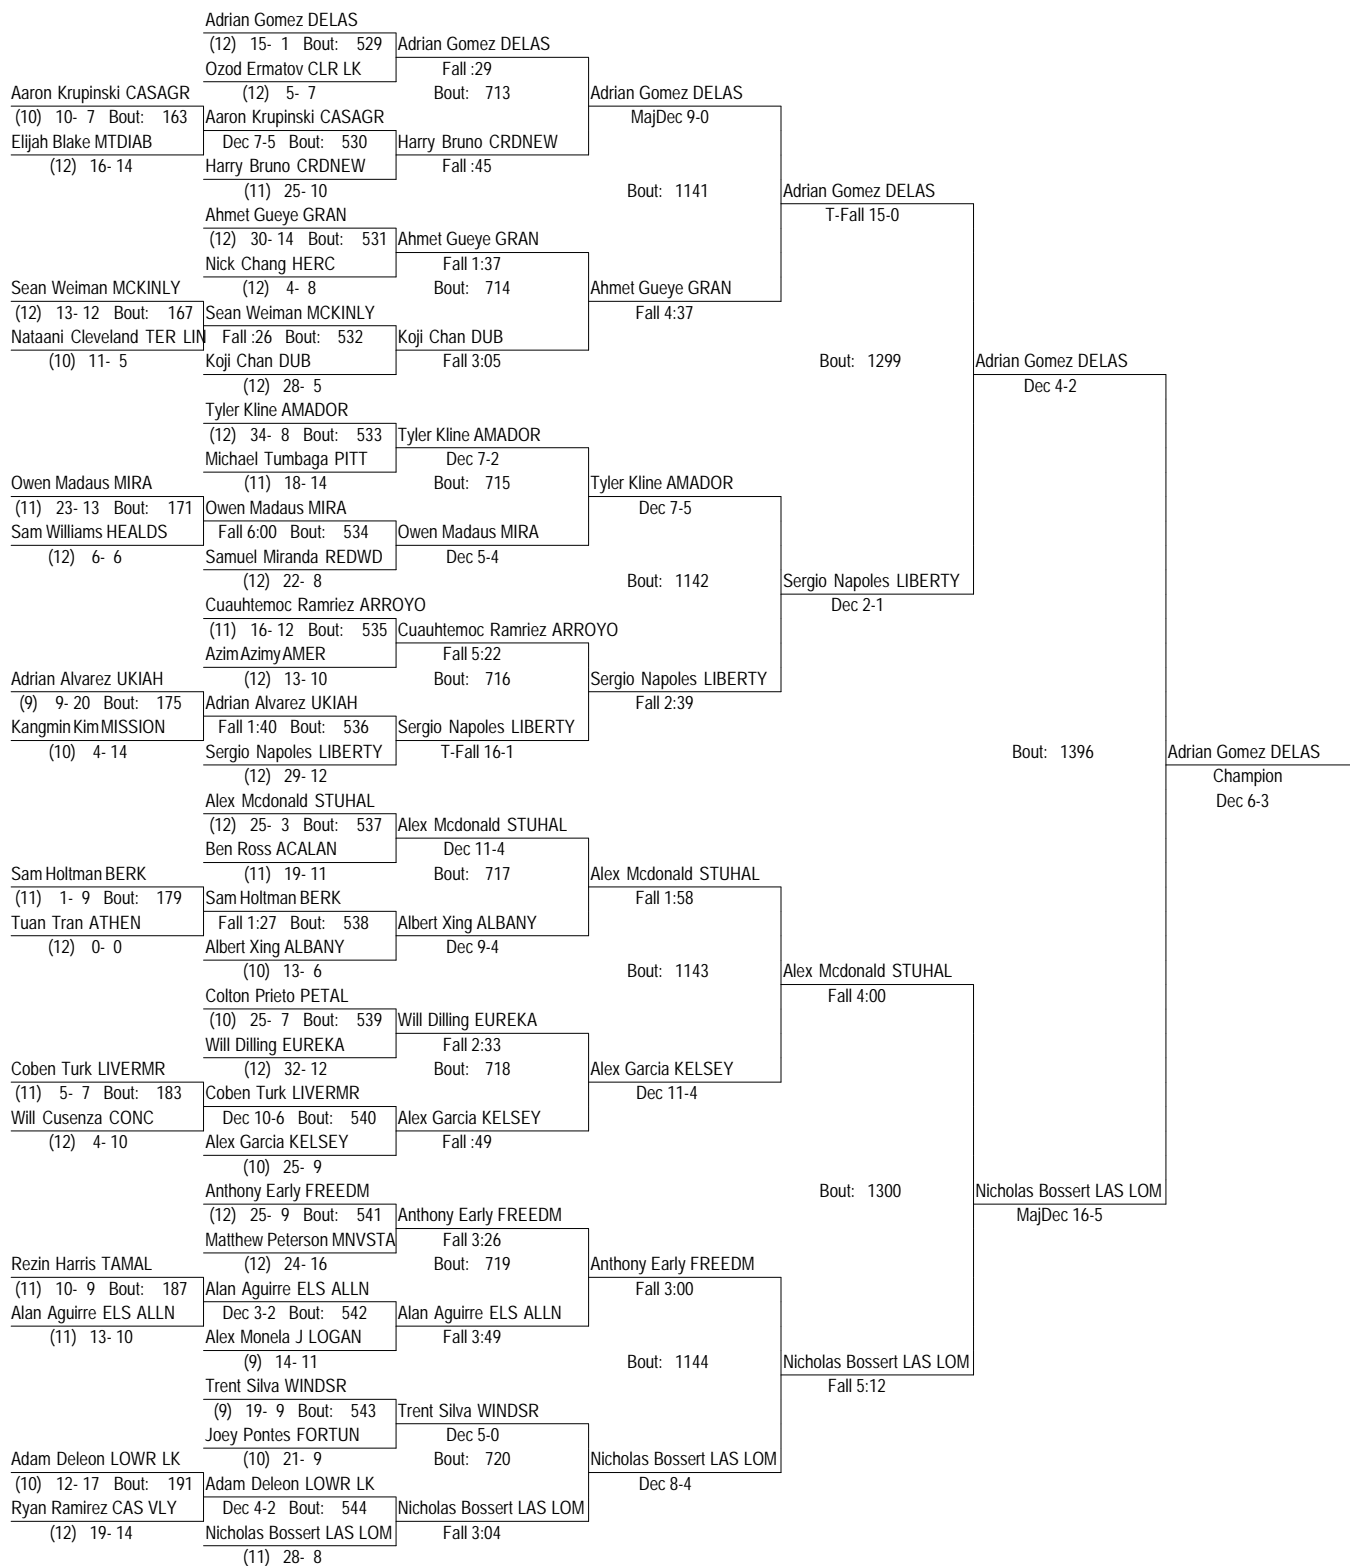 Adrian Gomez DELAS
(12) 15- 1 Bout: 529 Adrian Gomez DELAS
Ozod Ermatov CLR LK Fall :29
Aaron Krupinski CASAGR (12) 5- 7 Bout: 713 Adrian Gomez DELAS
(10) 10- 7 Bout: 163 Aaron Krupinski CASAGR MajDec 9-0
Elijah Blake MTDIAB Dec 7-5 Bout: 530 Harry Bruno CRDNEW
(12) 16- 14 Harry Bruno CRDNEW Fall :45
(11) 25- 10 Bout: 1141 Adrian Gomez DELAS
Ahmet Gueye GRAN T-Fall 15-0
(12) 30- 14 Bout: 531 Ahmet Gueye GRAN
Nick Chang HERC Fall 1:37
Sean Weiman MCKINLY (12) 4- 8 Bout: 714 Ahmet Gueye GRAN
(12) 13- 12 Bout: 167 Sean Weiman MCKINLY Fall 4:37
Nataani Cleveland TER LIN Fall :26 Bout: 532 Koji Chan DUB
(10) 11- 5 Koji Chan DUB Fall 3:05 Bout: 1299 Adrian Gomez DELAS
(12) 28- 5 Dec 4-2
Tyler Kline AMADOR
(12) 34- 8 Bout: 533 Tyler Kline AMADOR
Michael Tumbaga PITT Dec 7-2
Owen Madaus MIRA (11) 18- 14 Bout: 715 Tyler Kline AMADOR
(11) 23- 13 Bout: 171 Owen Madaus MIRA Dec 7-5
Sam Williams HEALDS Fall 6:00 Bout: 534 Owen Madaus MIRA
(12) 6- 6 Samuel Miranda REDWD Dec 5-4
(12) 22- 8 Bout: 1142 Sergio Napoles LIBERTY
Cuauhtemoc Ramriez ARROYO Dec 2-1
(11) 16- 12 Bout: 535 Cuauhtemoc Ramriez ARROYO
Azim Azimy AMER Fall 5:22
Adrian Alvarez UKIAH (12) 13- 10 Bout: 716 Sergio Napoles LIBERTY
(9) 9- 20 Bout: 175 Adrian Alvarez UKIAH Fall 2:39
Kangmin Kim MISSION Fall 1:40 Bout: 536 Sergio Napoles LIBERTY
(10) 4- 14 Sergio Napoles LIBERTY T-Fall 16-1 Bout: 1396 Adrian Gomez DELAS
(12) 29- 12 Champion
Alex Mcdonald STUHAL Dec 6-3
(12) 25- 3 Bout: 537 Alex Mcdonald STUHAL
Ben Ross ACALAN Dec 11-4
Sam Holtman BERK (11) 19- 11 Bout: 717 Alex Mcdonald STUHAL
(11) 1- 9 Bout: 179 Sam Holtman BERK Fall 1:58
Tuan Tran ATHEN Fall 1:27 Bout: 538 Albert Xing ALBANY
(12) 0- 0 Albert Xing ALBANY Dec 9-4
(10) 13- 6 Bout: 1143 Alex Mcdonald STUHAL
Colton Prieto PETAL Fall 4:00
(10) 25- 7 Bout: 539 Will Dilling EUREKA
Will Dilling EUREKA Fall 2:33
Coben Turk LIVERMR (12) 32- 12 Bout: 718 Alex Garcia KELSEY
(11) 5- 7 Bout: 183 Coben Turk LIVERMR Dec 11-4
Will Cusenza CONC Dec 10-6 Bout: 540 Alex Garcia KELSEY
(12) 4- 10 Alex Garcia KELSEY Fall :49
(10) 25- 9
Anthony Early FREEDM Bout: 1300 Nicholas Bossert LAS LOM
(12) 25- 9 Bout: 541 Anthony Early FREEDM MajDec 16-5
Matthew Peterson MNVSTA Fall 3:26
Rezin Harris TAMAL (12) 24- 16 Bout: 719 Anthony Early FREEDM
(11) 10- 9 Bout: 187 Alan Aguirre ELS ALLN Fall 3:00
Alan Aguirre ELS ALLN Dec 3-2 Bout: 542 Alan Aguirre ELS ALLN
(11) 13- 10 Alex Monela J LOGAN Fall 3:49
(9) 14- 11 Bout: 1144 Nicholas Bossert LAS LOM
Trent Silva WINDSR Fall 5:12
(9) 19- 9 Bout: 543 Trent Silva WINDSR
Joey Pontes FORTUN Dec 5-0
Adam Deleon LOWR LK (10) 21- 9 Bout: 720 Nicholas Bossert LAS LOM
(10) 12- 17 Bout: 191 Adam Deleon LOWR LK Dec 8-4
Ryan Ramirez CAS VLY Dec 4-2 Bout: 544 Nicholas Bossert LAS LOM
(12) 19- 14 Nicholas Bossert LAS LOM Fall 3:04
(11) 28- 8